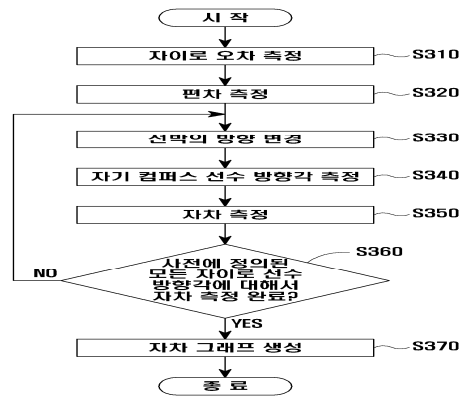 시 작
자이로 오차 측정
S310
편차 측정
S320
선박의 방향 변경
S330
자기 컴퍼스 선수 방향각 측정
S340
자차 측정
S350
S360
사전에 정의된
모든 자이로 선수
방향각에 대해서
자차 측정 완료?
NO
YES
자차 그래프 생성
S370
종 료